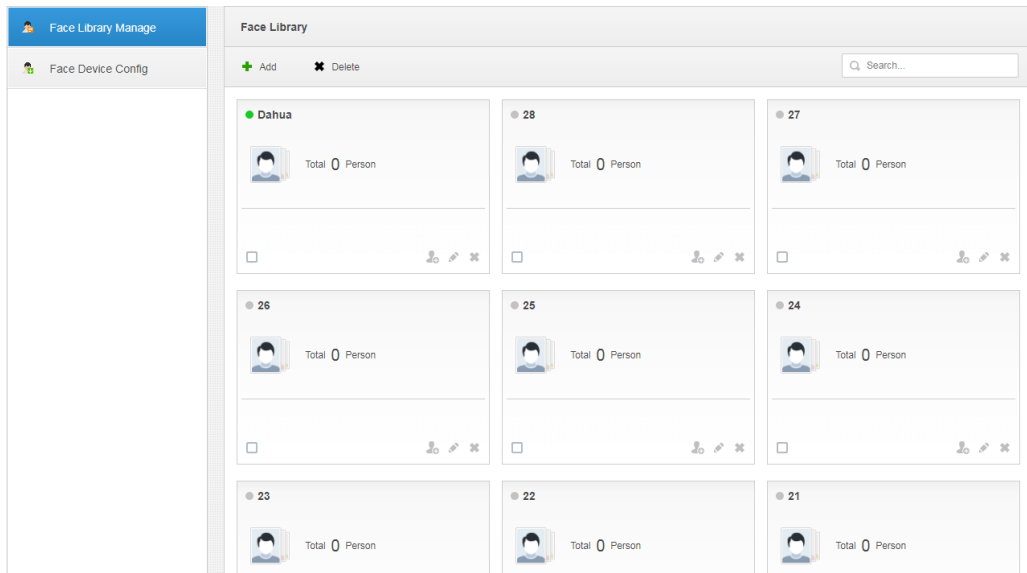 Face Library Manage
Face Device Config
Face Library
Add Delete Search...
Dahua 28 27
Total 0 Person Total 0 Person Total 0 Person
26 25 24
Total 0 Person Total 0 Person Total 0 Person
23 22 21
Total 0 Person Total 0 Person Total 0 Person